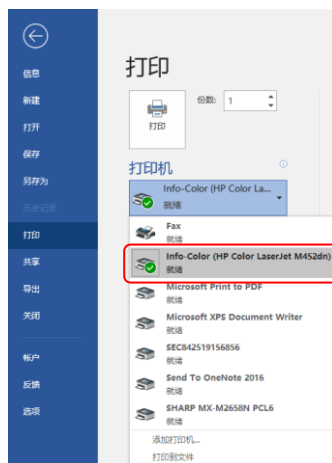 信息
新建
打开
保存
另存为
历史记录
打印
共享
导出
关闭
帐户
反馈
选项
打印
打印
份数: 1
打印机
Info-Color (HP Color La...
就绪
Fax
就绪
Info-Color (HP Color LaserJet M452dn)
就绪
Microsoft Print to PDF
就绪
Microsoft XPS Document Writer
就绪
SEC842519156856
就绪
Send To OneNote 2016
就绪
SHARP MX-M2658N PCL6
就绪
添加打印机...
打印到文件